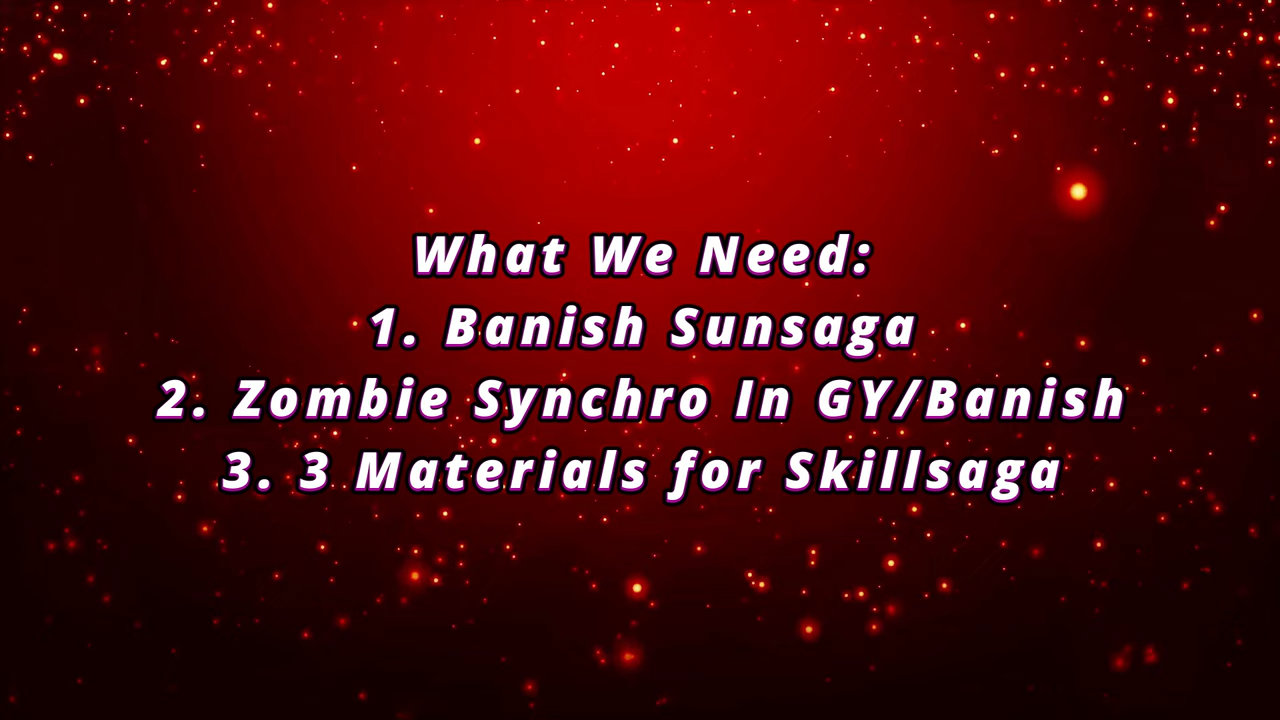 What We Need:
1. Banish Sunsaga
2. Zombie Synchro In GY/Banish
3. 3 Materials for Skillsaga